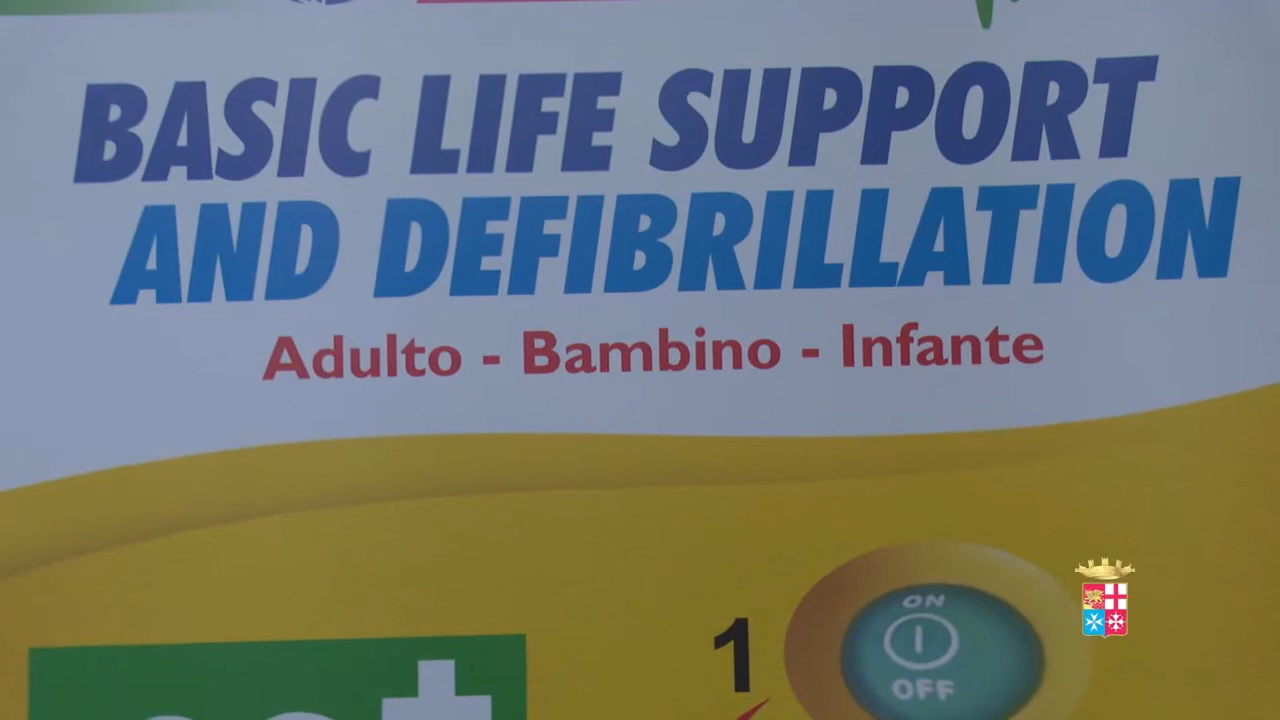 BASIC LIFE SUPPORT
AND DEFIBRILLATION
Adulto - Bambino - Infante
ON
1
OFF